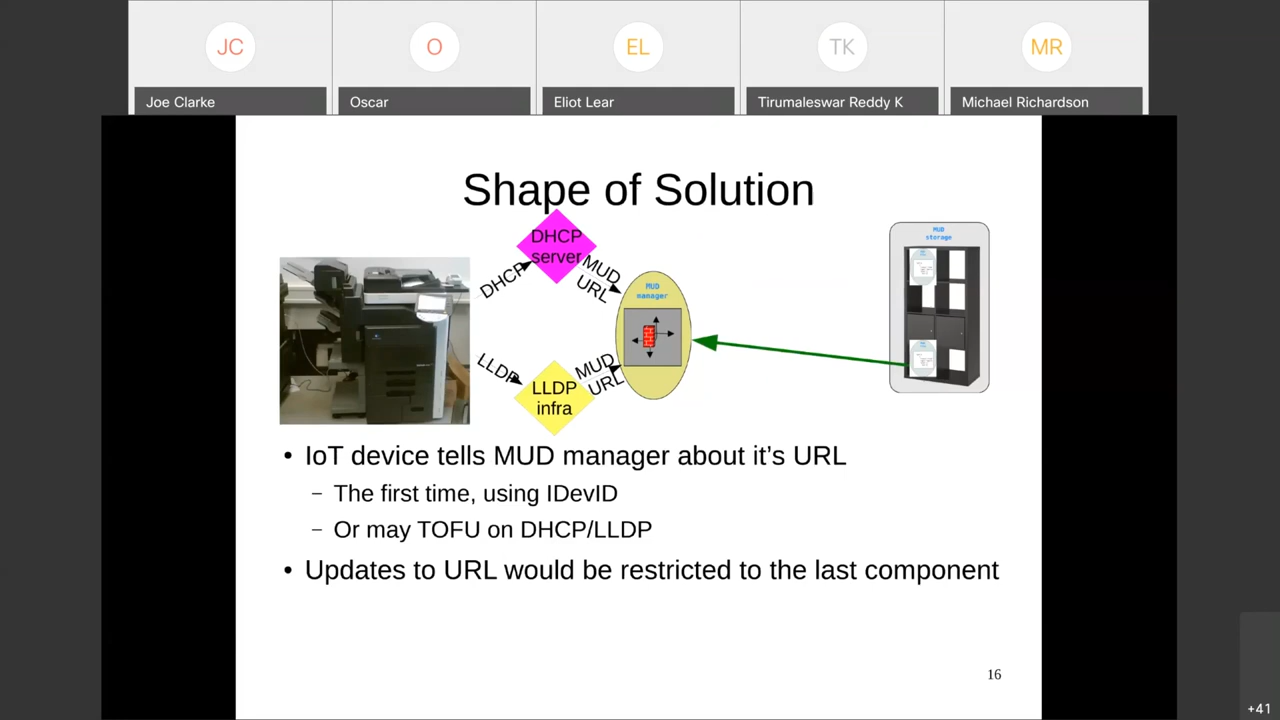 JC
O
EL
TK
MR
Joe Clarke
Oscar
Eliot Lear
Tirumaleswar Reddy K
Michael Richardson
Shape of Solution
DHCP
server
DHCP
MUD
URL
MUD
manager
MUD
storage
LLDP
MUD
URL
LLDP
infra
• IoT device tells MUD manager about it's URL
– The first time, using IDevID
– Or may TOFU on DHCP/LLDP
• Updates to URL would be restricted to the last component
16
+41